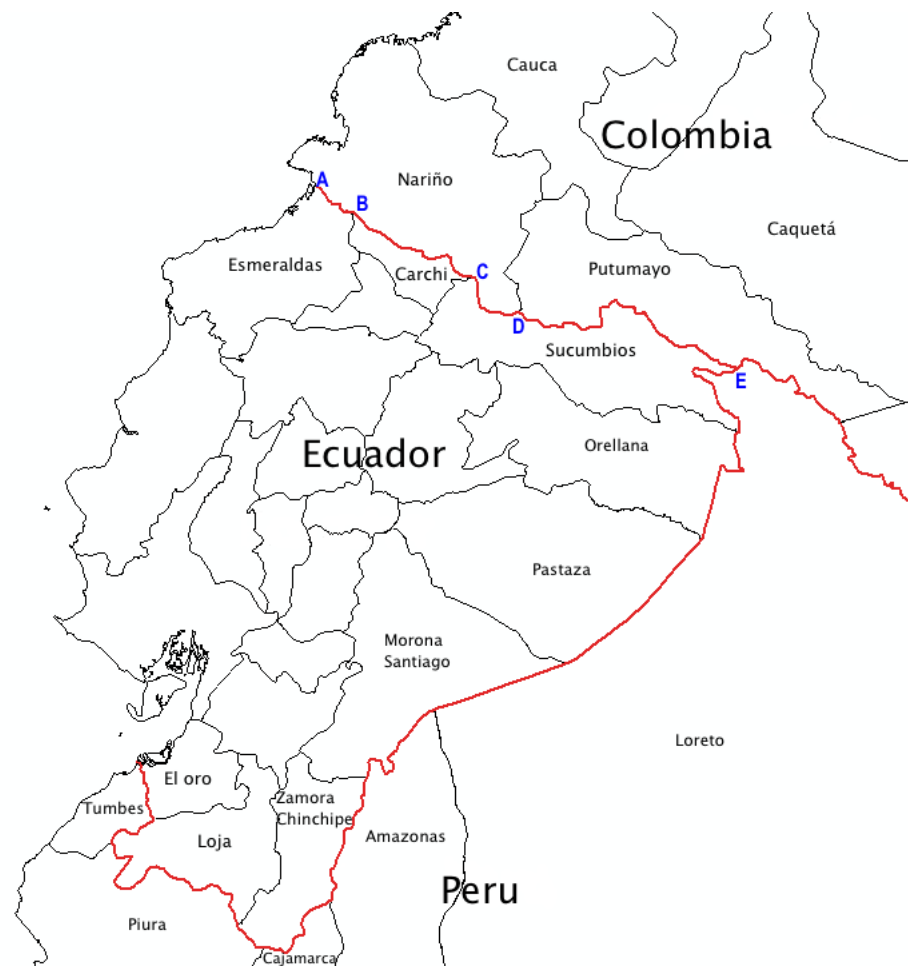 Cauca
Colombia
A
Nariño
B
Caquetá
Esmeraldas
Carchi
C
Putumayo
D
Sucumbios
E
Ecuador
Orellana
Pastaza
Morona
Santiago
Loreto
El oro
Tumbes
Zamora
Chinchipe
Loja
Amazonas
Peru
Piura
Cajamarca